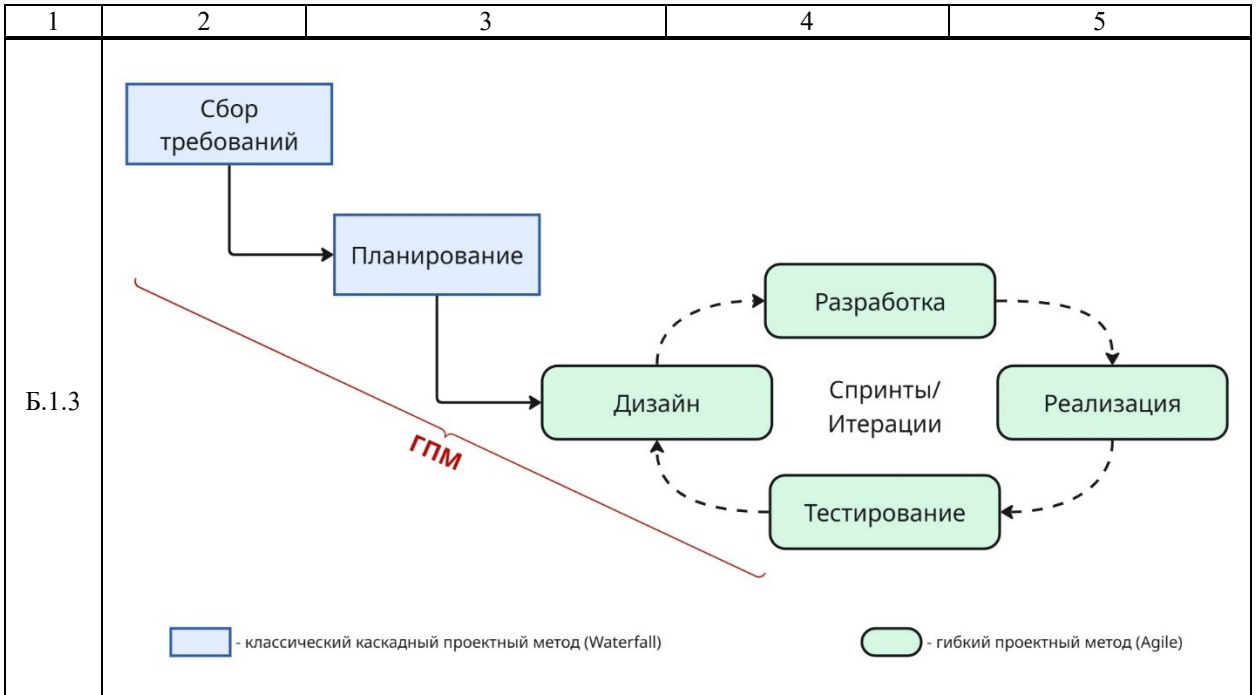 1 2 3 4 5
Б.1.3
Сбор
требований
Планирование
Разработка
Дизайн
Спринты/
Итерации
Реализация
Тестирование
ГПМ
- классический каскадный проектный метод (Waterfall)
- гибкий проектный метод (Agile)